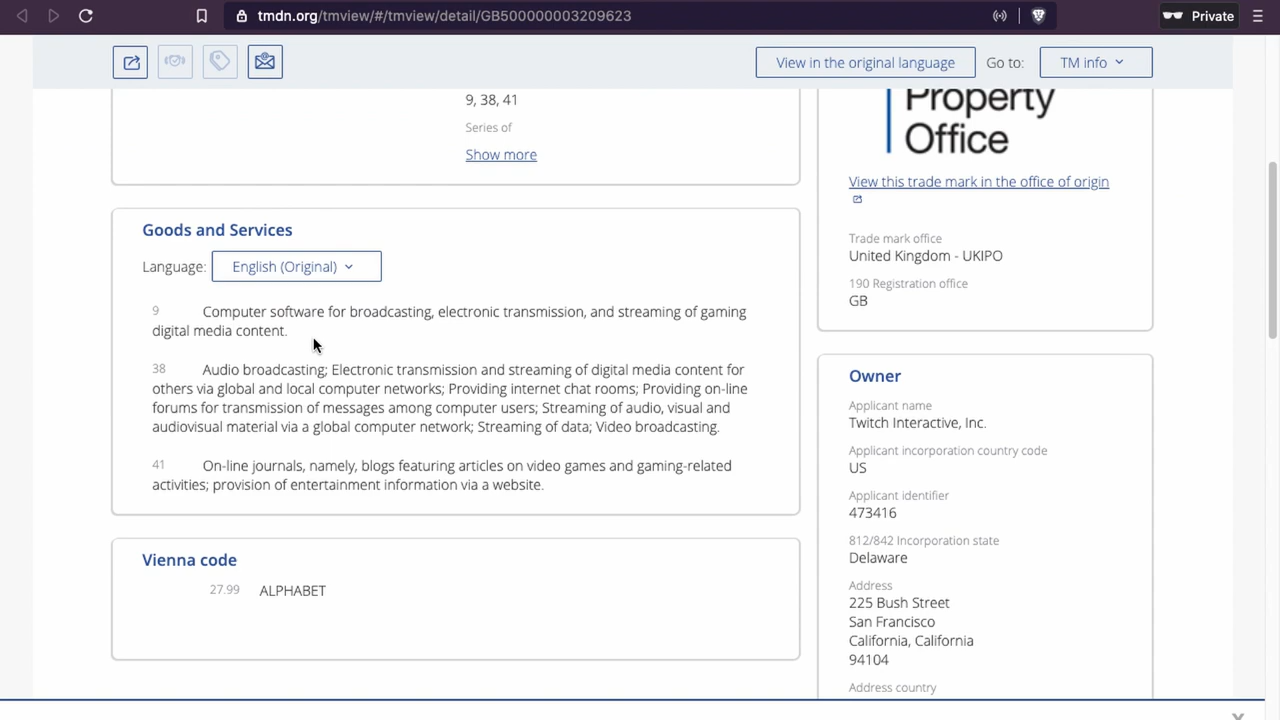 tmdn.org/tmview/#/tmview/detail/GB500000003209623
Private
View in the original language
Go to:
TM info
9, 38, 41
Series of
Show more
Goods and Services
Language:
English (Original)
9 Computer software for broadcasting, electronic transmission, and streaming of gaming
digital media content.
38 Audio broadcasting; Electronic transmission and streaming of digital media content for
others via global and local computer networks; Providing internet chat rooms; Providing on-line
forums for transmission of messages among computer users; Streaming of audio, visual and
audiovisual material via a global computer network; Streaming of data; Video broadcasting.
41 On-line journals, namely, blogs featuring articles on video games and gaming-related
activities; provision of entertainment information via a website.
Vienna code
27.99 ALPHABET
Property
Office
View this trade mark in the office of origin
Trade mark office
United Kingdom - UKIPO
190 Registration office
GB
Owner
Applicant name
Twitch Interactive, Inc.
Applicant incorporation country code
US
Applicant identifier
473416
812/842 Incorporation state
Delaware
Address
225 Bush Street
San Francisco
California, California
94104
Address country